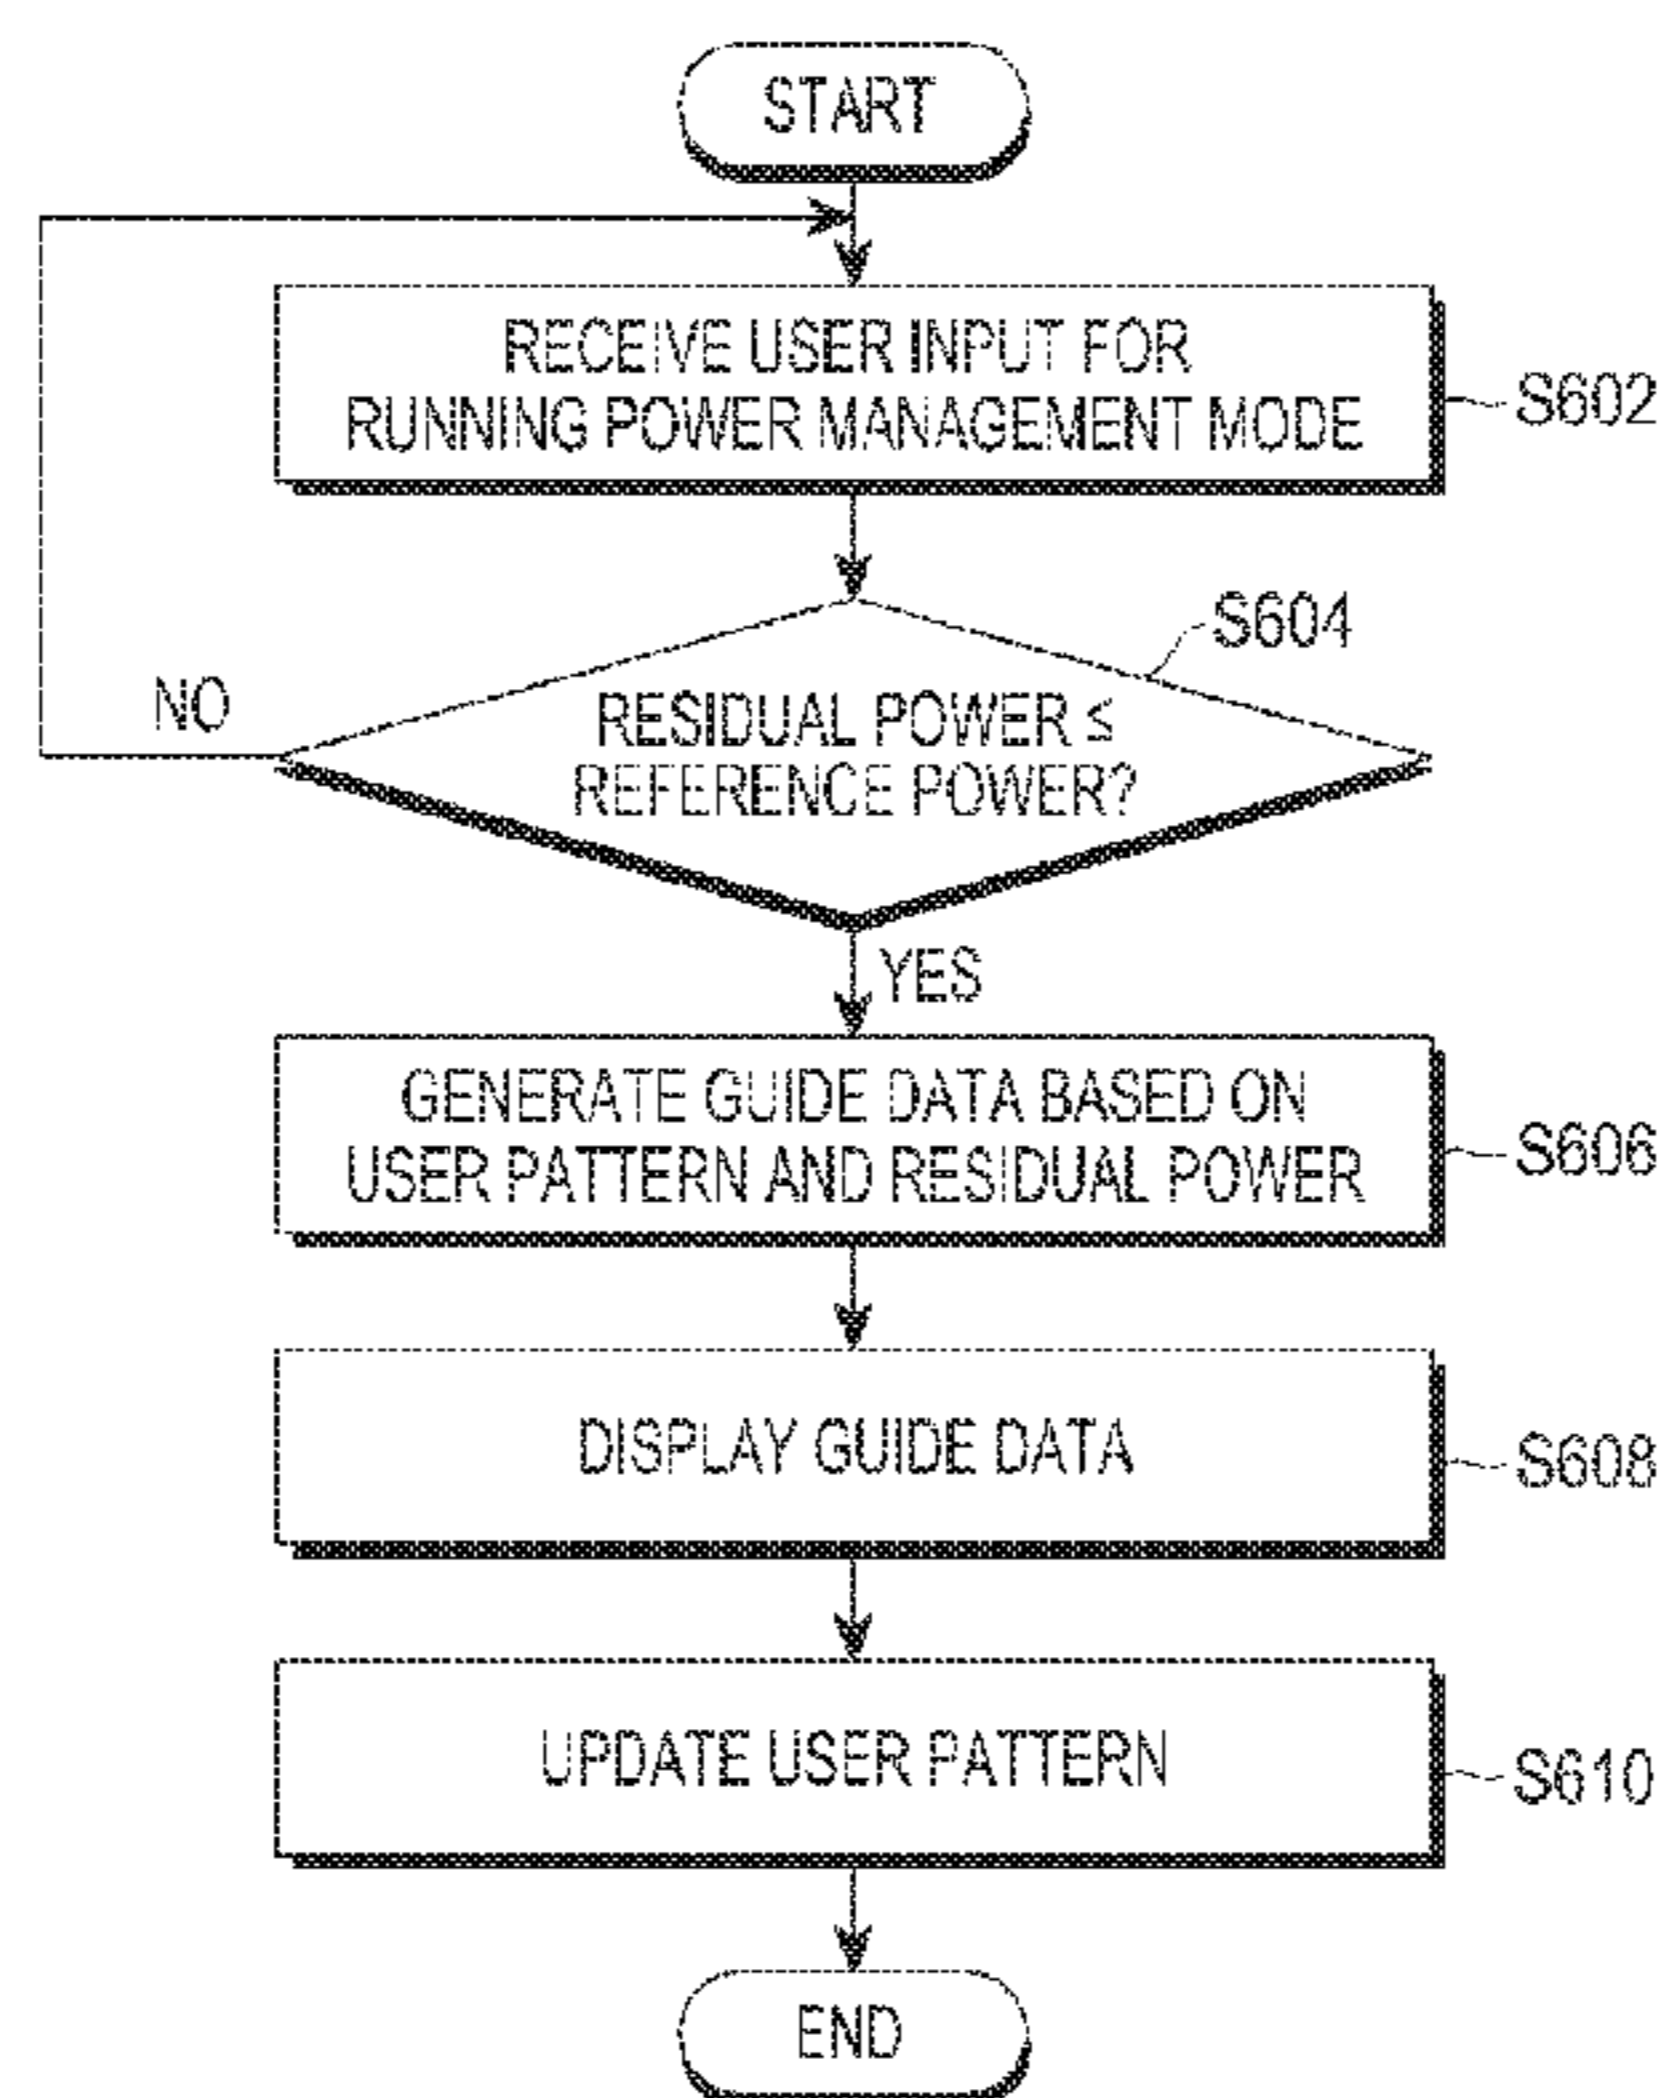 START
RECEIVE USER INPUT FOR
RUNNING POWER MANAGEMENT MODE
S602
S604
RESIDUAL POWER ≤
REFERENCE POWER?
NO
YES
GENERATE GUIDE DATA BASED ON
USER PATTERN AND RESIDUAL POWER
S606
DISPLAY GUIDE DATA
S608
UPDATE USER PATTERN
S610
END